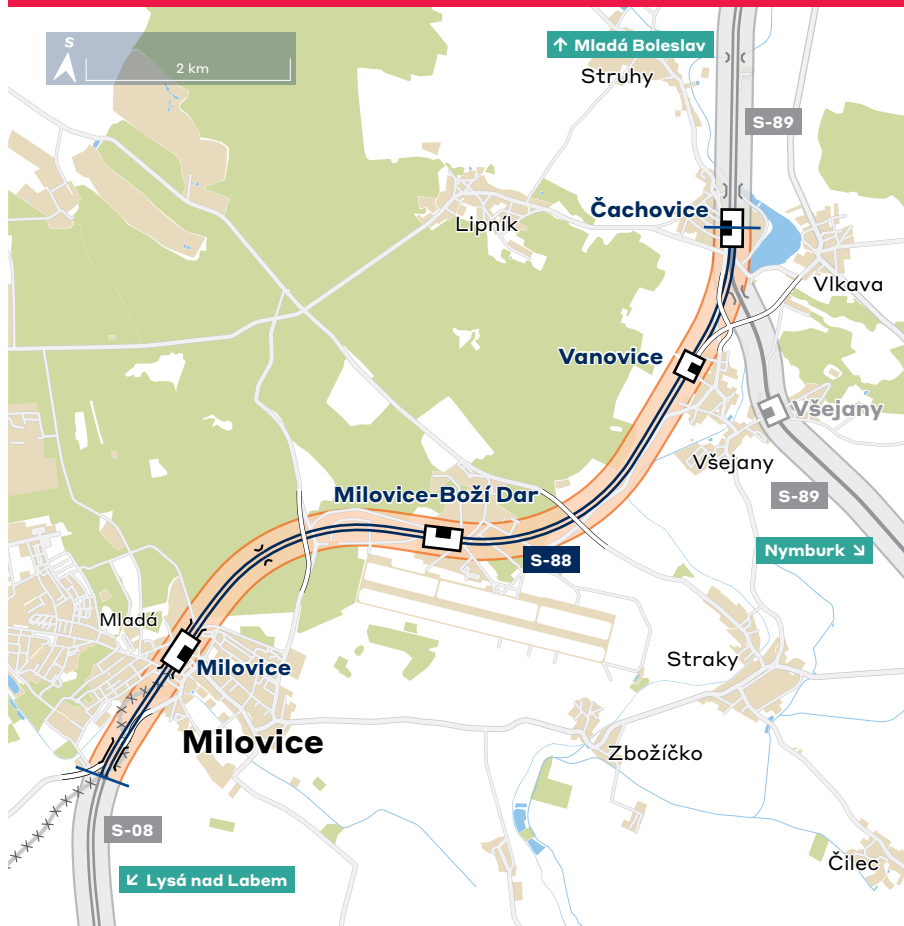 S
2 km
↑ Mladá Boleslav
Struhy
S-89
Čachovice
Lipník
Vlkava
Vanovice
Všejany
Všejany
Milovice-Boží Dar
S-89
Nymburk ↘
S-88
Mladá
Milovice
Straky
Milovice
Zbožíčko
S-08
Čilec
↙ Lysá nad Labem